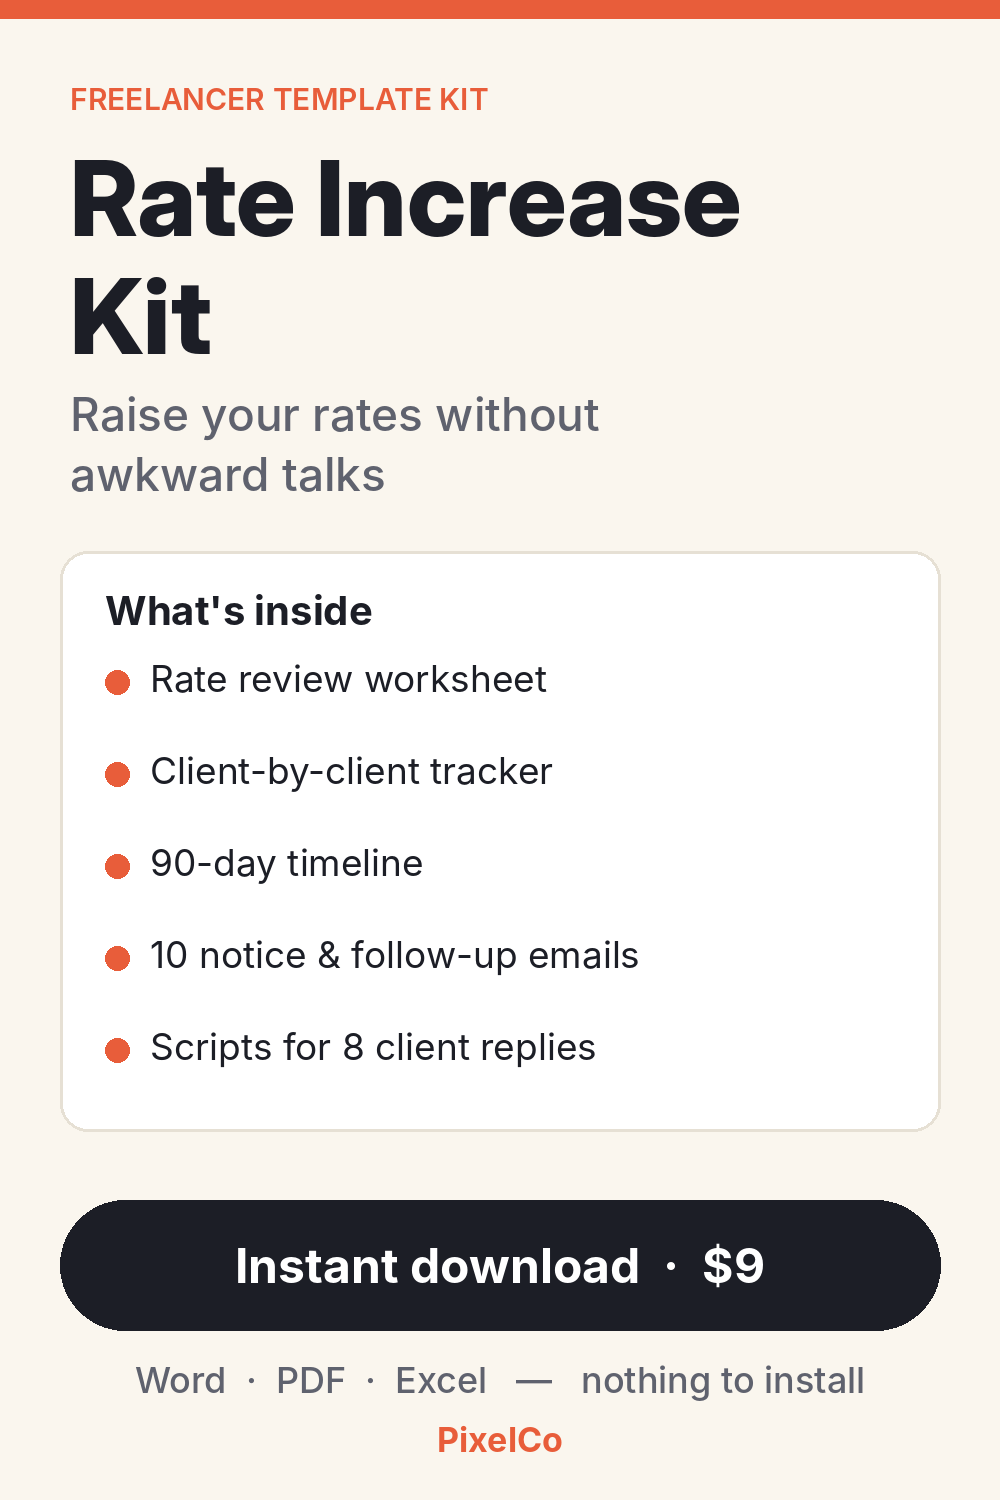 FREELANCER TEMPLATE KIT
Rate Increase
Kit
Raise your rates without
awkward talks
What's inside
Rate review worksheet
Client-by-client tracker
90-day timeline
10 notice & follow-up emails
Scripts for 8 client replies
Instant download · $9
Word · PDF · Excel — nothing to install
PixelCo